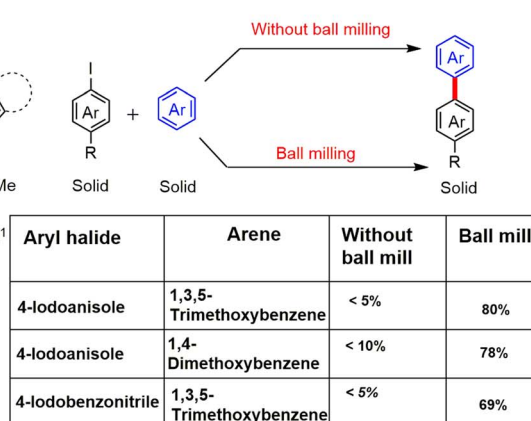 Without ball milling
I
Ar
Ar
+
Ar
Ar
R
Ball milling
R
Me
Solid
Solid
Solid
1
Aryl halide
Arene
Without
ball mill
Ball mill
4-Iodoanisole
1,3,5-
Trimethoxybenzene
< 5%
80%
4-Iodoanisole
1,4-
Dimethoxybenzene
< 10%
78%
4-Iodobenzonitrile
1,3,5-
Trimethoxybenzene
< 5%
69%